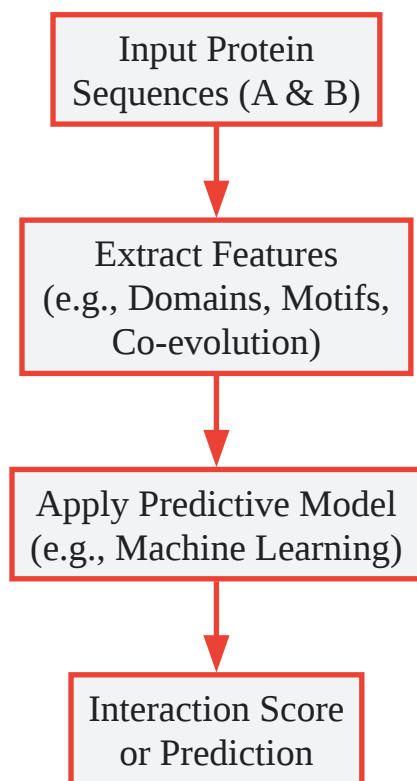 Input Protein
Sequences (A & B)
Extract Features
(e.g., Domains, Motifs,
Co-evolution)
Apply Predictive Model
(e.g., Machine Learning)
Interaction Score
or Prediction